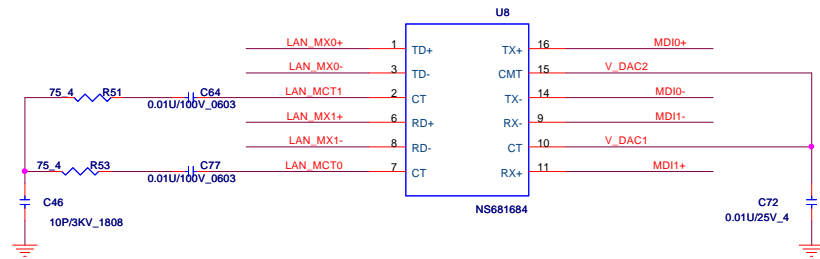 U8
LAN_MX0+ 1 TD+ TX+ 16 MDI0+
LAN_MX0- 3 TD- CMT 15 V_DAC2
75_4 R51 C64 LAN_MCT1 2 CT TX- 14 MDI0-
0.01U/100V_0603
LAN_MX1+ 6 RD+ RX- 9 MDI1-
LAN_MX1- 8 RD- CT 10 V_DAC1
75_4 R53 C77 LAN_MCT0 7 CT RX+ 11 MDI1+
0.01U/100V_0603
C46 NS681684 C72
10P/3KV_1808 0.01U/25V_4